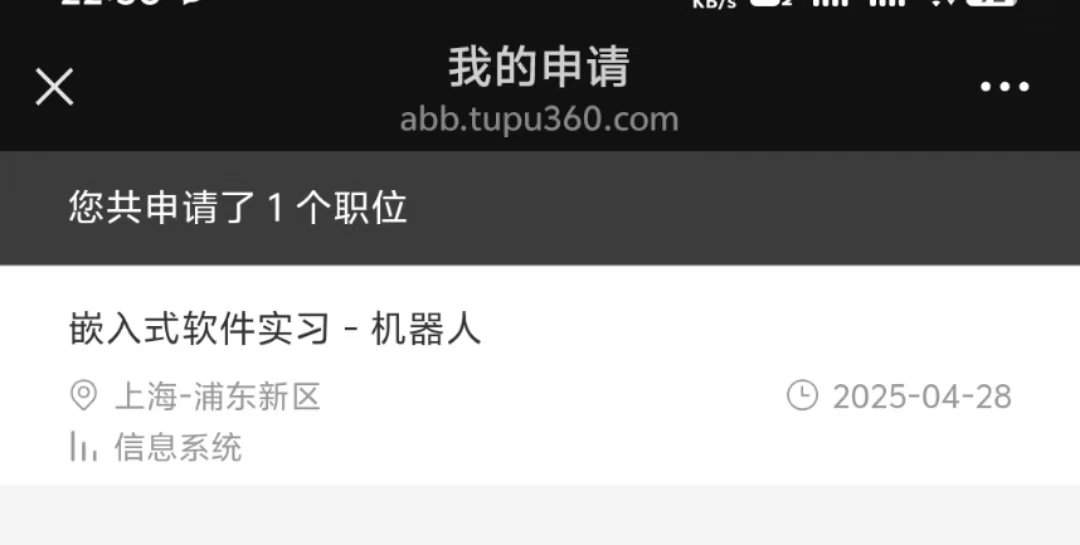 KB/s
我的申请
abb.tupu360.com
您共申请了 1 个职位
嵌入式软件实习 - 机器人
上海-浦东新区
2025-04-28
信息系统